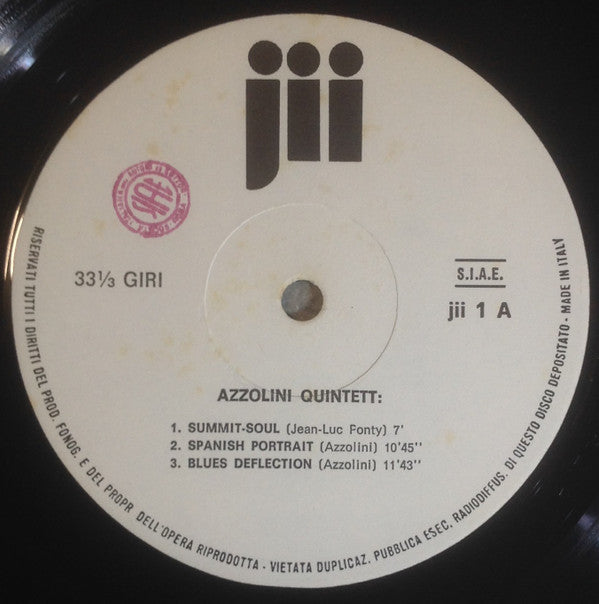 jii
SIAE
33⅓ GIRI
S.I.A.E.
jii 1 A
AZZOLINI QUINTETT:
1. SUMMIT-SOUL (Jean-Luc Fonty) 7'
2. SPANISH PORTRAIT (Azzolini) 10'45''
3. BLUES DEFLECTION (Azzolini) 11'43''
RISERVATI TUTTI I DIRITTI DEL PROD. FONOG. E DEL PROPR DELL'OPERA RIPRODOTTA - VIETATA DUPLICAZ. PUBBLICA ESEC. RADIODIFFUS. DI QUESTO DISCO DEPOSITATO - MADE IN ITALY